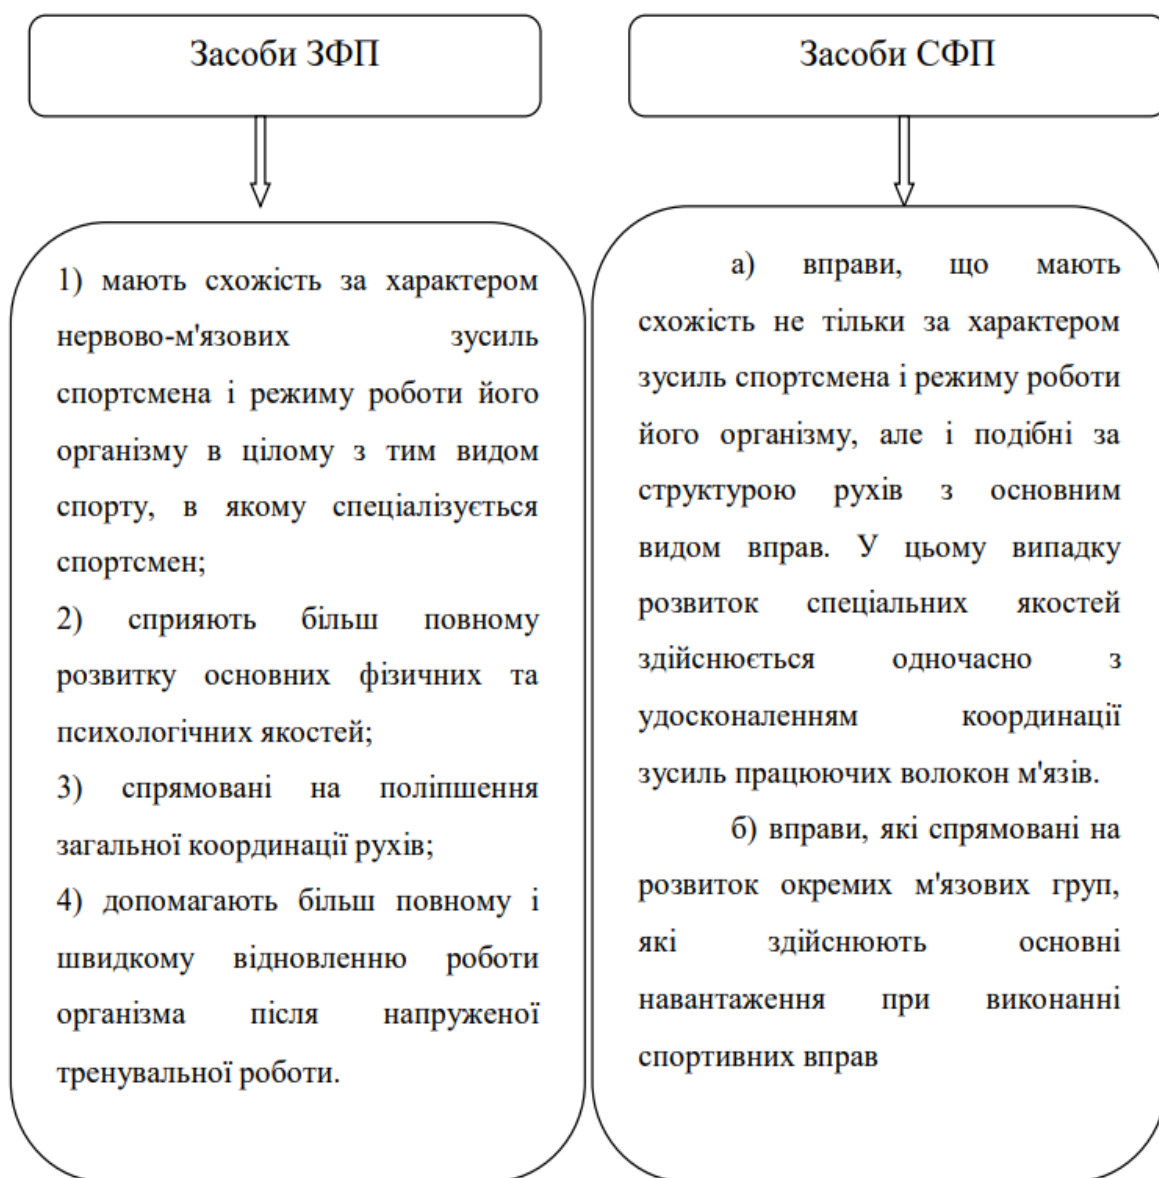 Засоби ЗФП
1) мають схожість за характером
нервово-м'язових зусиль
спортсмена і режиму роботи його
організму в цілому з тим видом
спорту, в якому спеціалізується
спортсмен;
2) сприяють більш повному
розвитку основних фізичних та
психологічних якостей;
3) спрямовані на поліпшення
загальної координації рухів;
4) допомагають більш повному і
швидкому відновленню роботи
організма після напруженої
тренувальної роботи.
Засоби СФП
а) вправи, що мають
схожість не тільки за характером
зусиль спортсмена і режиму роботи
його організму, але і подібні за
структурою рухів з основним
видом вправ. У цьому випадку
розвиток спеціальних якостей
здійснюється одночасно з
удосконаленням координації
зусиль працюючих волокон м'язів.
б) вправи, які спрямовані на
розвиток окремих м'язових груп,
які здійснюють основні
навантаження при виконанні
спортивних вправ